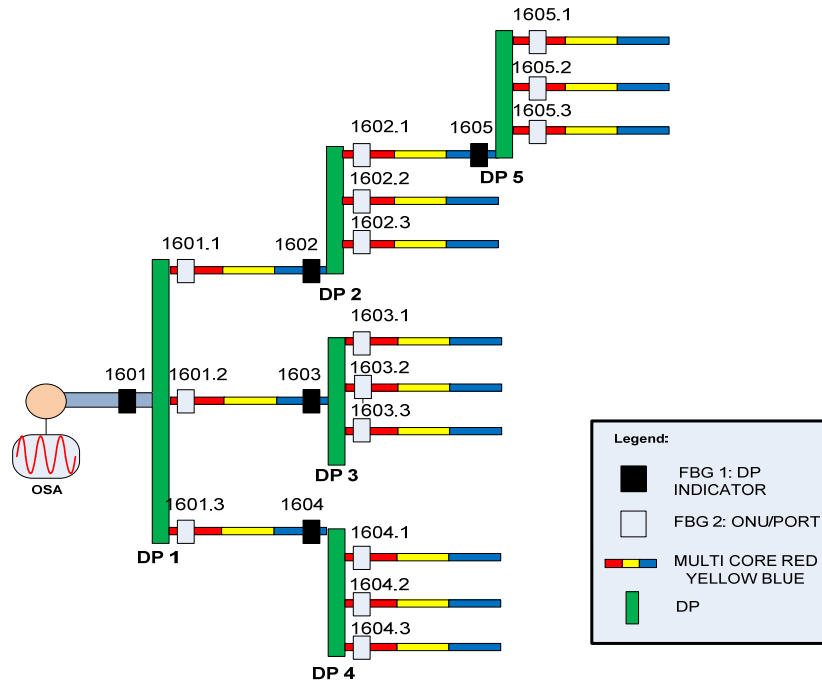 1605.1
1605.2
1605.3
1602.1
1605
DP 5
1602.2
1602.3
1601.1
1602
DP 2
1603.1
1601
1601.2
1603
1603.2
1603.3
OSA
DP 3
1601.3
1604
1604.1
DP 1
1604.2
1604.3
DP 4
Legend:
FBG 1: DP
INDICATOR
FBG 2: ONU/PORT
MULTI CORE RED
YELLOW BLUE
DP